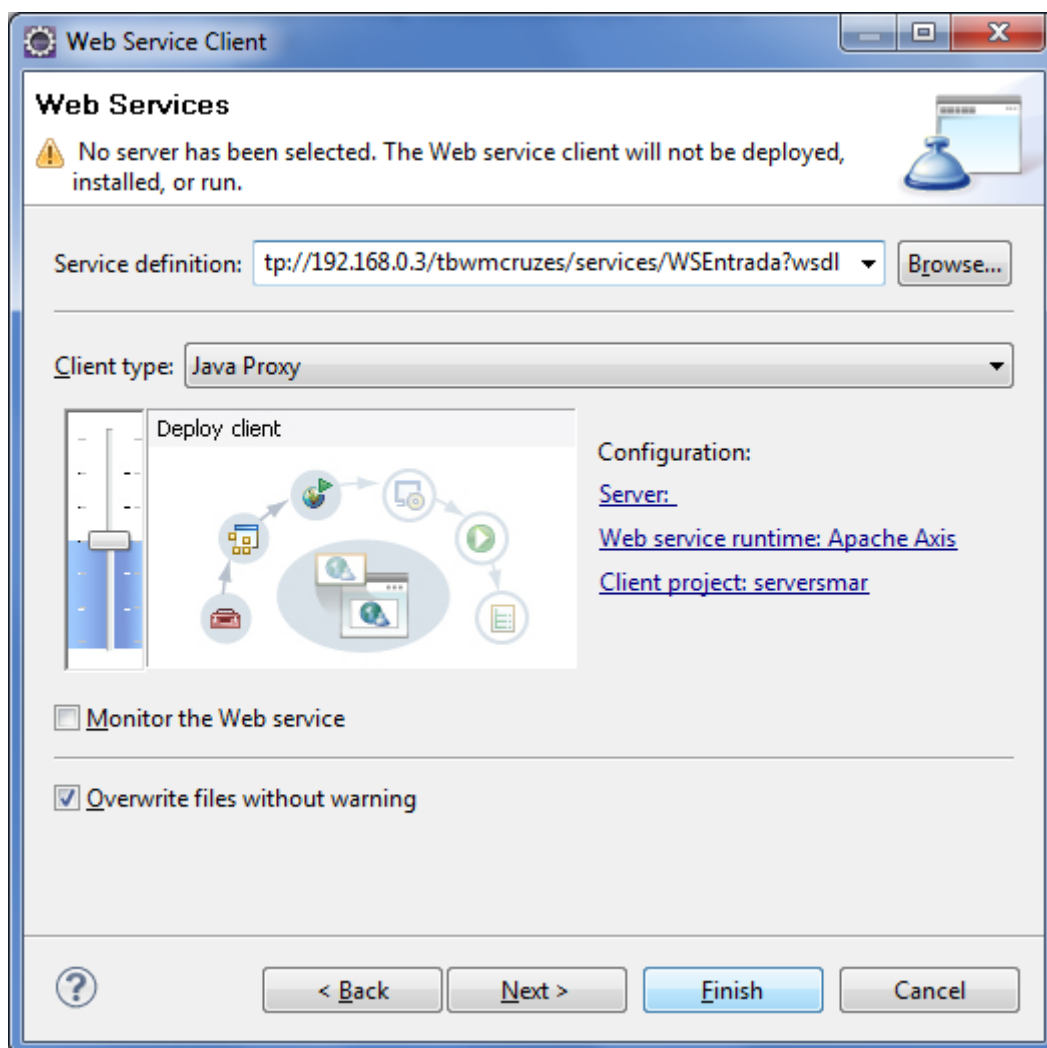 Web Service Client
Web Services
No server has been selected. The Web service client will not be deployed,
installed, or run.
Service definition: tp://192.168.0.3/tbwmcruzes/services/WSEntrada?wsdl Browse...
Client type: Java Proxy
Deploy client
Configuration:
Server:
Web service runtime: Apache Axis
Client project: serversmar
Monitor the Web service
Overwrite files without warning
? < Back Next > Finish Cancel